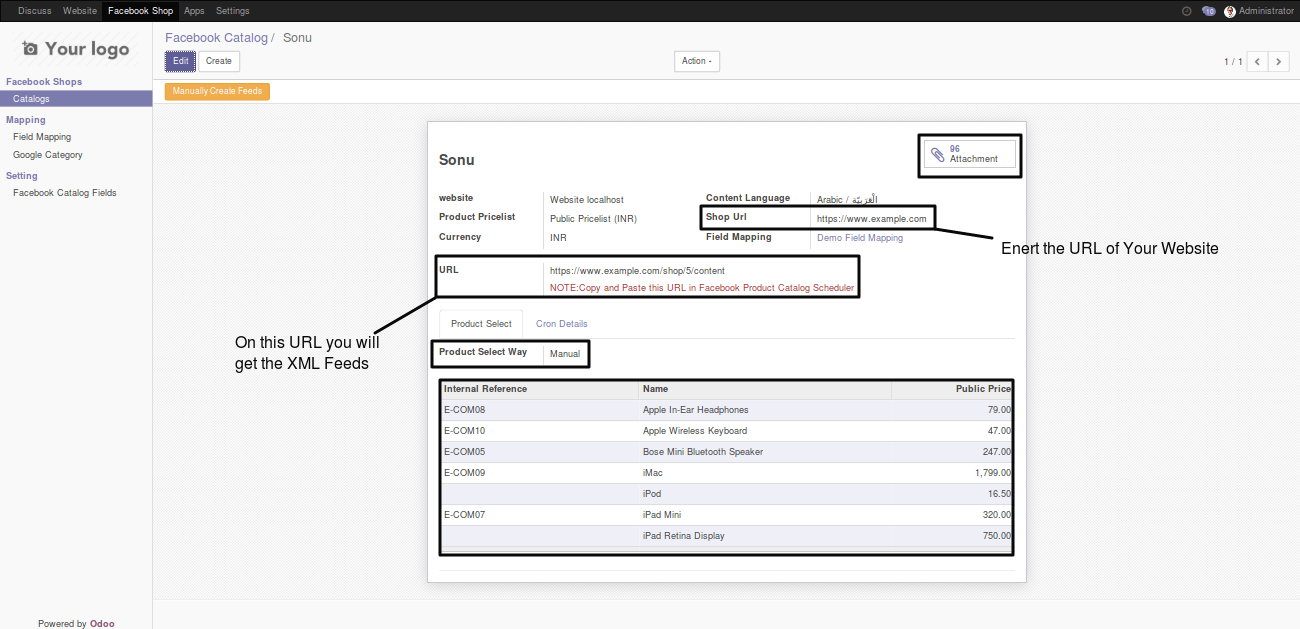 Discuss Website Facebook Shop Apps Settings 10 Administrator
Your logo
Facebook Catalog / Sonu
Edit Create Action 1 / 1
Facebook Shops
Catalogs
Mapping
Field Mapping
Google Category
Setting
Facebook Catalog Fields
Powered by Odoo
Manually Create Feeds
96
Attachment
Sonu
website Website localhost Content Language Arabic / الْعَرَبيّة
Product Pricelist Public Pricelist (INR) Shop Url https://www.example.com
Currency INR Field Mapping Demo Field Mapping
Enert the URL of Your Website
URL https://www.example.com/shop/5/content
NOTE:Copy and Paste this URL in Facebook Product Catalog Scheduler
On this URL you will
get the XML Feeds
Product Select Cron Details
Product Select Way Manual
Internal Reference Name Public Price
E-COM08 Apple In-Ear Headphones 79.00
E-COM10 Apple Wireless Keyboard 47.00
E-COM05 Bose Mini Bluetooth Speaker 247.00
E-COM09 iMac 1,799.00
iPod 16.50
E-COM07 iPad Mini 320.00
iPad Retina Display 750.00